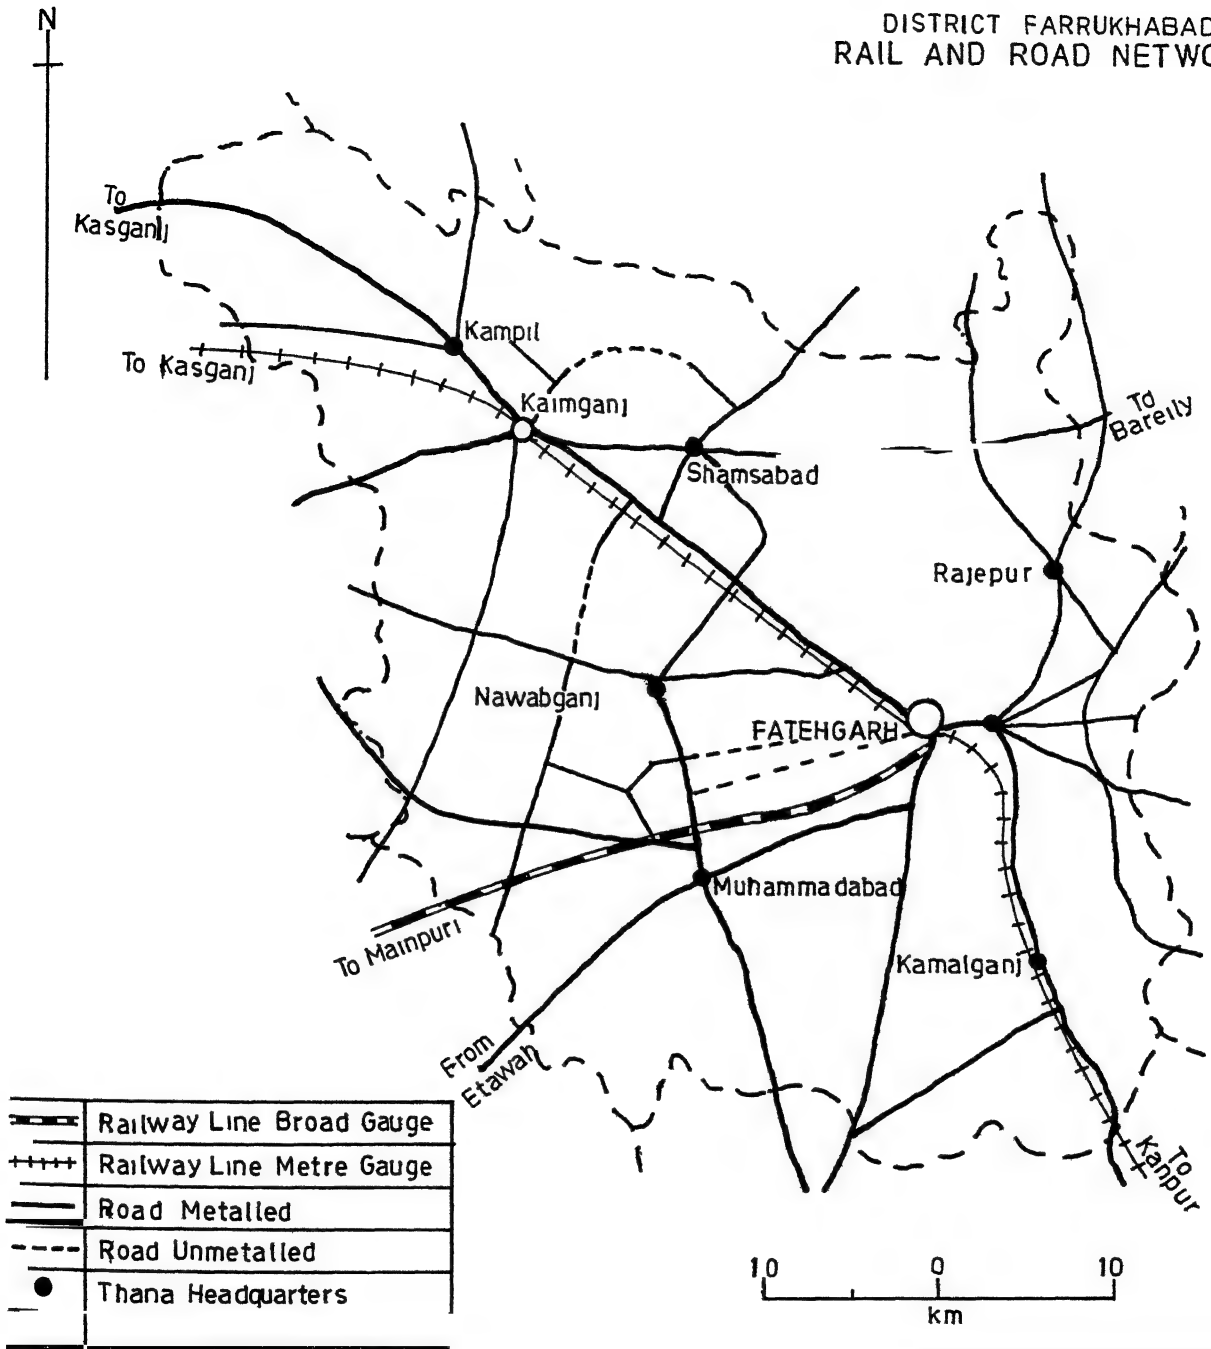 N
DISTRICT FARRUKHABAD
RAIL AND ROAD NETWO
To
Kasganj
Kampil
To Kasganj
Kaimganj
To
Bareily
Shamsabad
Rajepur
Nawabganj
FATEHGARH
Muhammadabad
To Mainpuri
Kamalganj
From
Etawah
To
Kanpur
Railway Line Broad Gauge
Railway Line Metre Gauge
Road Metalled
Road Unmetalled
Thana Headquarters
10 0 10
km